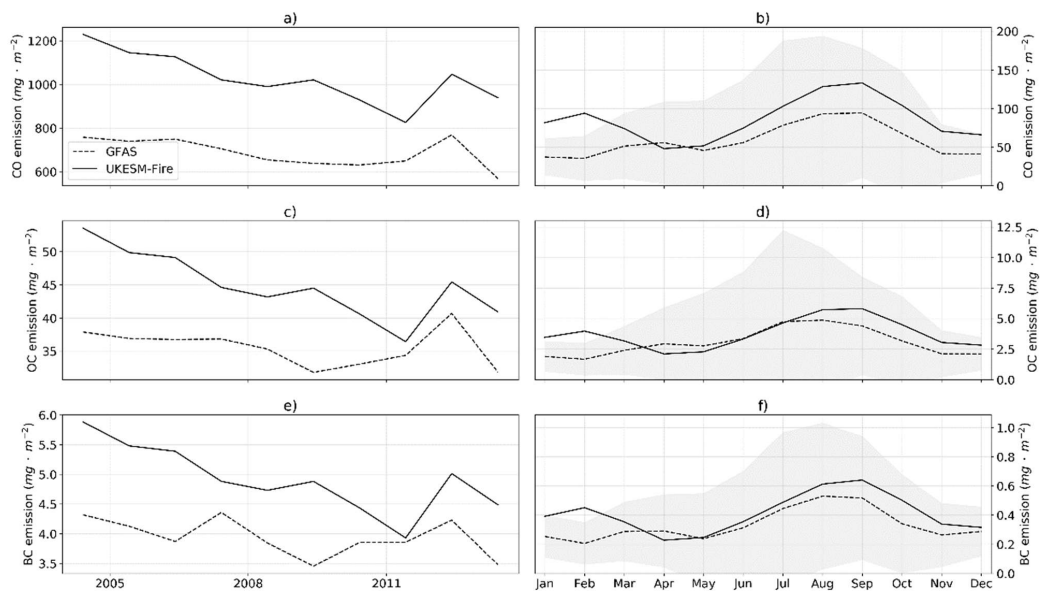 a)
b)
CO emission (mg · m⁻²)
1200
1000
800
600
GFAS
UKESM-Fire
200
150
100
50
0
CO emission (mg · m⁻²)
c)
d)
OC emission (mg · m⁻²)
50
45
40
35
12.5
10.0
7.5
5.0
2.5
0.0
OC emission (mg · m⁻²)
e)
f)
BC emission (mg · m⁻²)
6.0
5.5
5.0
4.5
4.0
3.5
1.0
0.8
0.6
0.4
0.2
0.0
BC emission (mg · m⁻²)
2005 2008 2011
Jan Feb Mar Apr May Jun Jul Aug Sep Oct Nov Dec